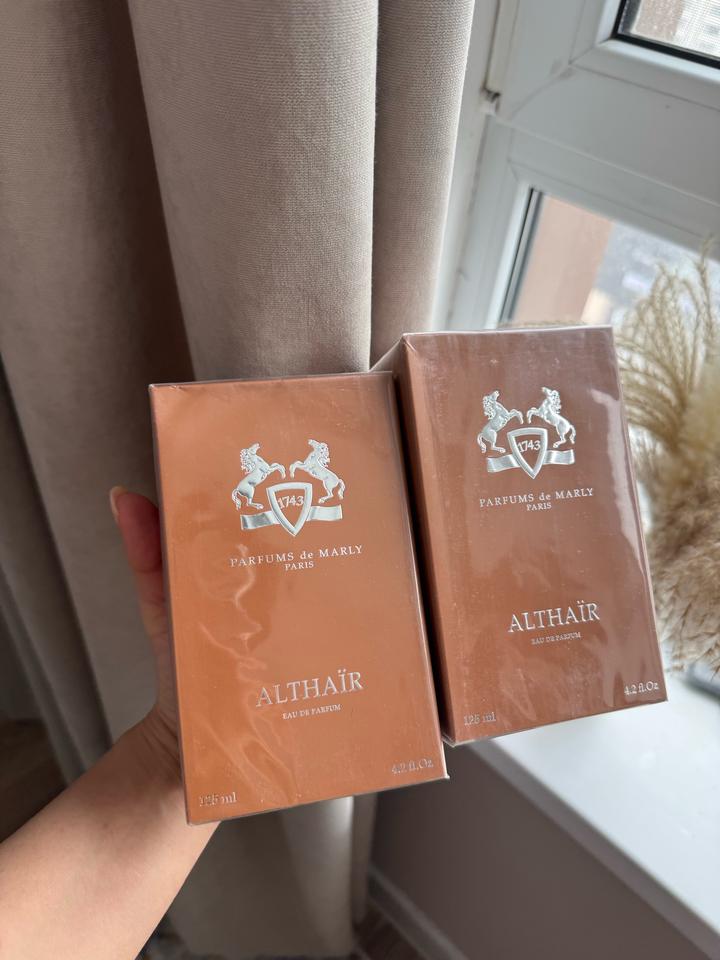 1743
PARFUMS de MARLY
PARIS
ALTHAÏR
EAU DE PARFUM
125 ml
4.2 fl.Oz
1743
PARFUMS de MARLY
PARIS
ALTHAÏR
EAU DE PARFUM
125 ml
4.2 fl.Oz